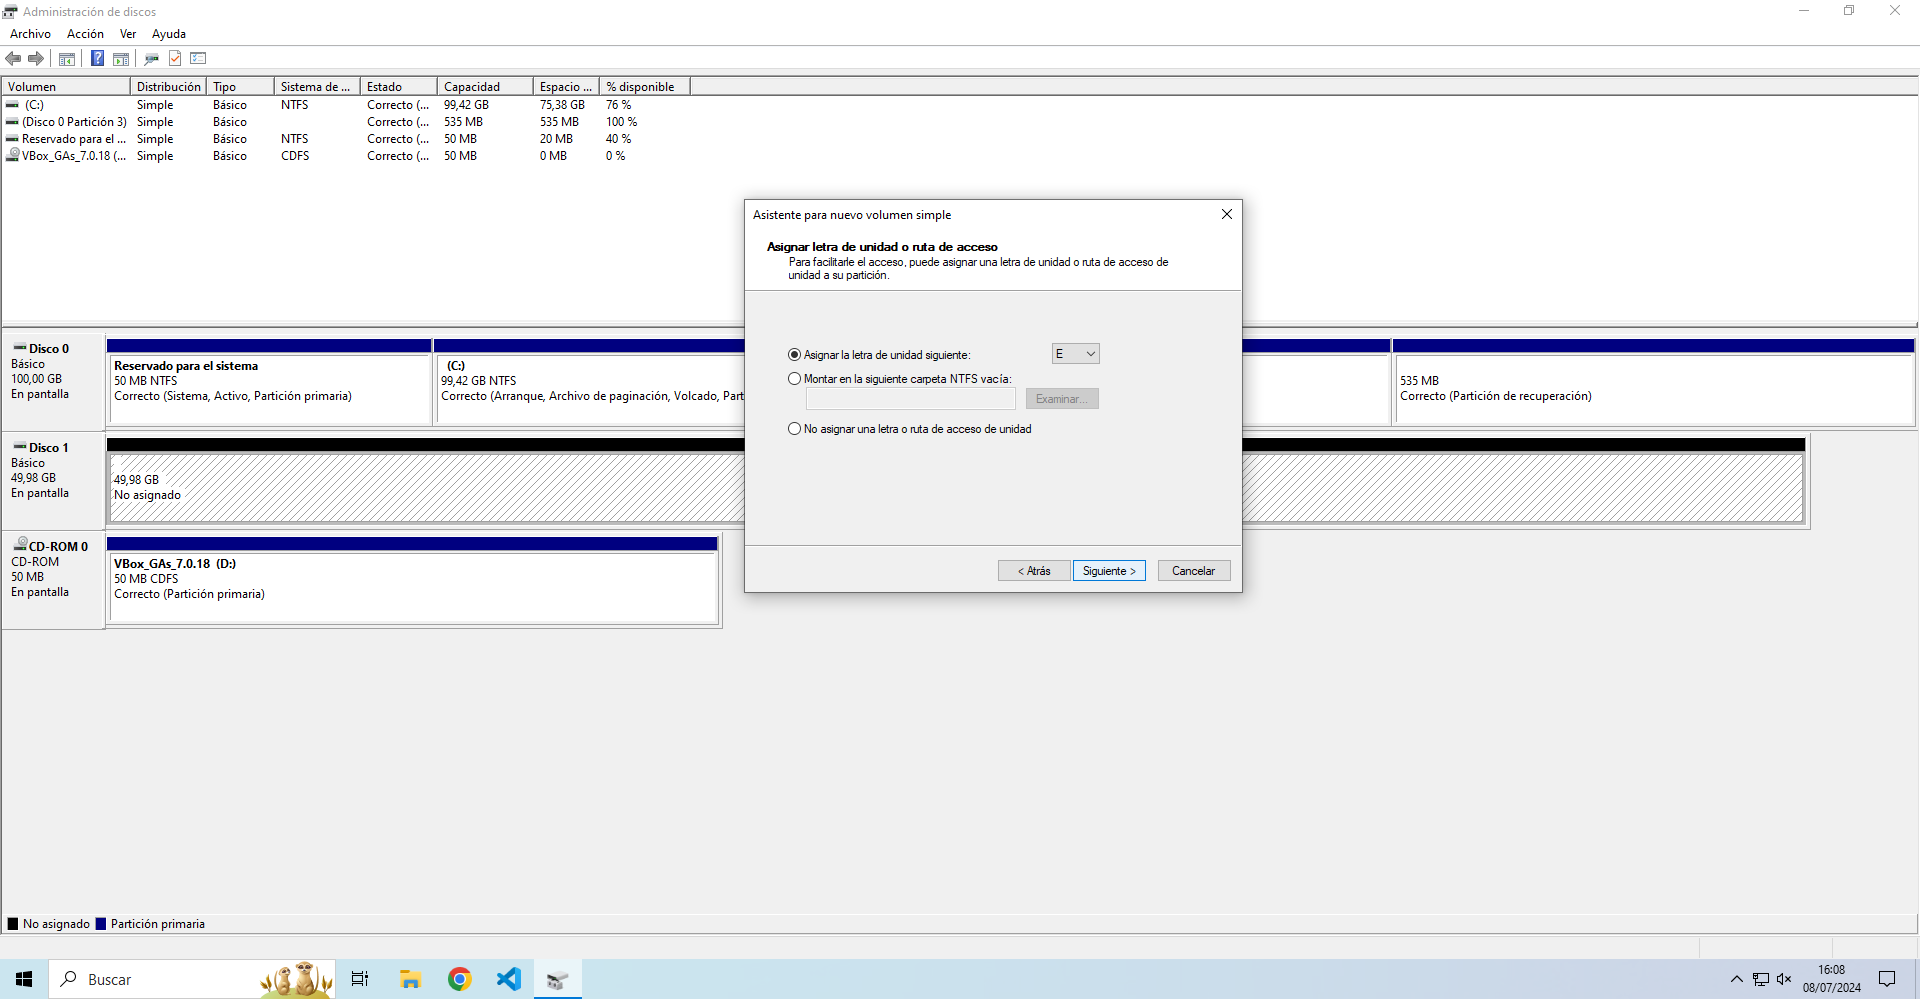 Administración de discos
Archivo Acción Ver Ayuda
Volumen Distribución Tipo Sistema de ... Estado Capacidad Espacio ... % disponible
(C:) Simple Básico NTFS Correcto (... 99,42 GB 75,38 GB 76 %
(Disco 0 Partición 3) Simple Básico Correcto (... 535 MB 535 MB 100 %
Reservado para el ... Simple Básico NTFS Correcto (... 50 MB 20 MB 40 %
VBox_GAs_7.0.18 (... Simple Básico CDFS Correcto (... 50 MB 0 MB 0 %
Asistente para nuevo volumen simple
Asignar letra de unidad o ruta de acceso
Para facilitarle el acceso, puede asignar una letra de unidad o ruta de acceso de
unidad a su partición.
Asignar la letra de unidad siguiente: E
Montar en la siguiente carpeta NTFS vacía:
Examinar...
No asignar una letra o ruta de acceso de unidad
< Atrás Siguiente > Cancelar
Disco 0
Básico
100,00 GB
En pantalla
Reservado para el sistema
50 MB NTFS
Correcto (Sistema, Activo, Partición primaria)
(C:)
99,42 GB NTFS
Correcto (Arranque, Archivo de paginación, Volcado, Part
535 MB
Correcto (Partición de recuperación)
Disco 1
Básico
49,98 GB
En pantalla
49,98 GB
No asignado
CD-ROM 0
CD-ROM
50 MB
En pantalla
VBox_GAs_7.0.18 (D:)
50 MB CDFS
Correcto (Partición primaria)
No asignado Partición primaria
Buscar
16:08
08/07/2024